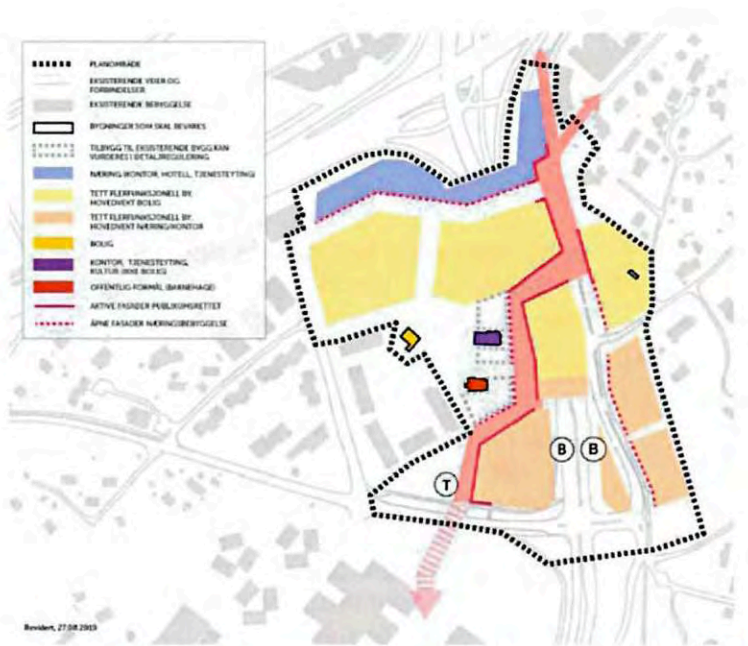 PLANOMRÅDE
EKSISTERENDE VEIER OG
FORBINDELSER
EKSISTERENDE BEBYGGELSE
BYGNINGER SOM SKAL BEVARES
TILBYGG TIL EKSISTERENDE BYGG KAN
VURDERES I DETALJREGULERING
NÆRING (KONTOR, HOTELL, TJENESTEYTING)
TETT FLERFUNKSJONELL BY,
HOVEDVEKT BOLIG
TETT FLERFUNKSJONELL BY,
HOVEDVEKT NÆRING/KONTOR
BOLIG
KONTOR, TJENESTEYTING,
KULTUR (IKKE BOLIG)
OFFENTLIG FORMÅL (BARNEHAGE)
AKTIVE FASADER PUBLIKUMSRETTET
ÅPNE FASADER NÆRINGSBEBYGGELSE
B B
T
Revidert, 27.08.2019